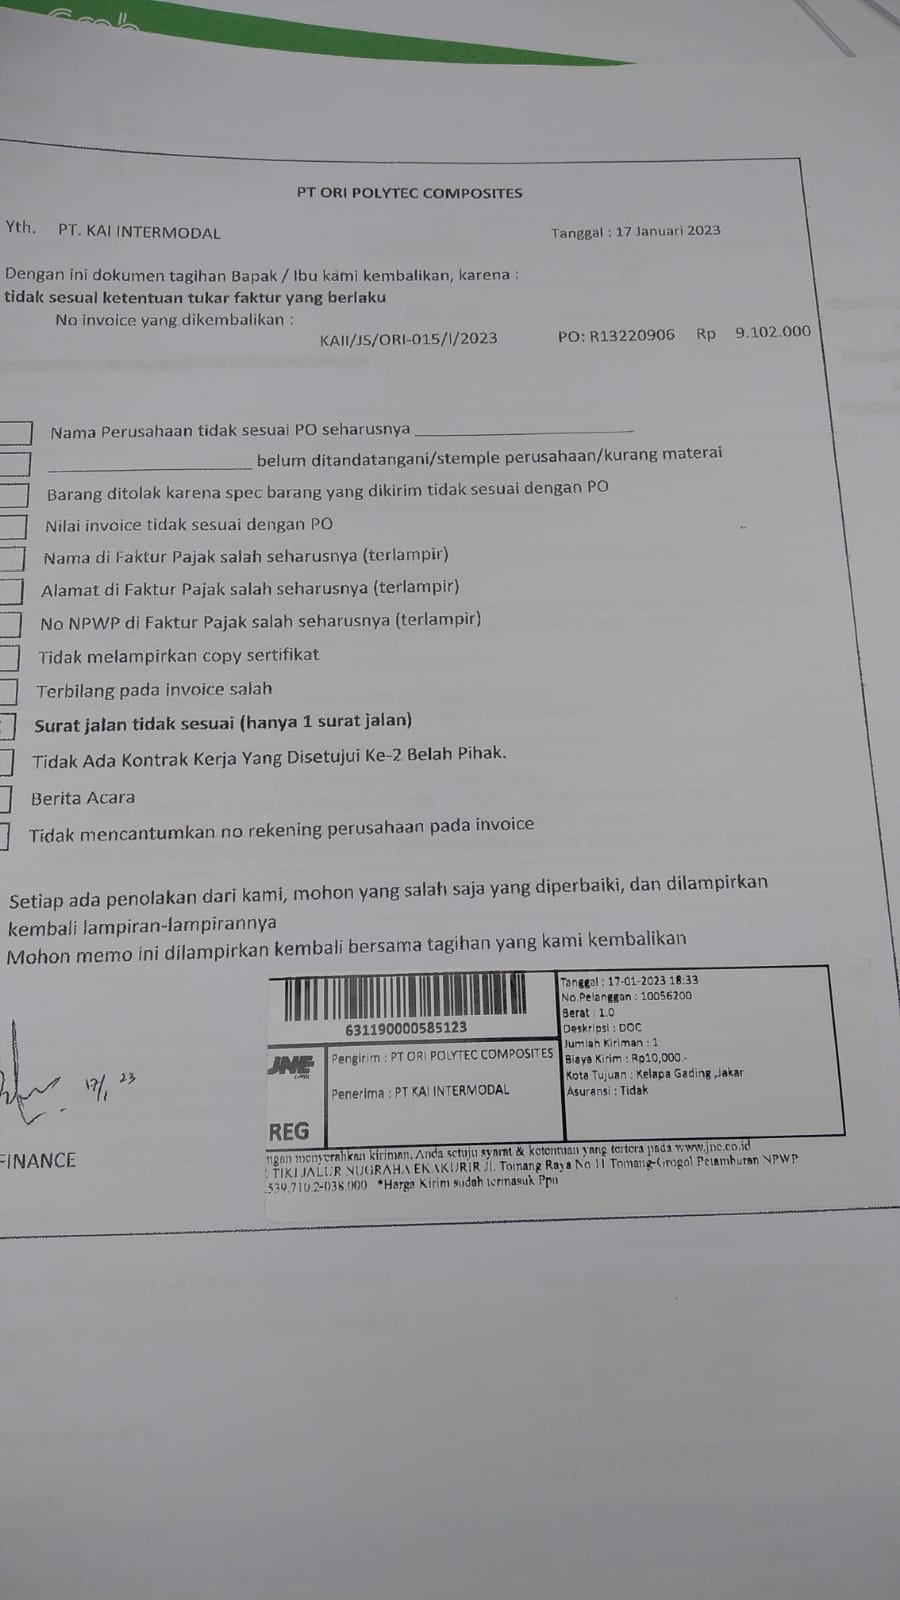 Grab
PT ORI POLYTEC COMPOSITES
Yth. PT. KAI INTERMODAL Tanggal : 17 Januari 2023
Dengan ini dokumen tagihan Bapak / Ibu kami kembalikan, karena :
tidak sesuai ketentuan tukar faktur yang berlaku
No invoice yang dikembalikan :
KAII/JS/ORI-015/I/2023 PO: R13220906 Rp 9.102.000
Nama Perusahaan tidak sesuai PO seharusnya
belum ditandatangani/stemple perusahaan/kurang materai
Barang ditolak karena spec barang yang dikirim tidak sesuai dengan PO
Nilai invoice tidak sesuai dengan PO
Nama di Faktur Pajak salah seharusnya (terlampir)
Alamat di Faktur Pajak salah seharusnya (terlampir)
No NPWP di Faktur Pajak salah seharusnya (terlampir)
Tidak melampirkan copy sertifikat
Terbilang pada invoice salah
Surat jalan tidak sesuai (hanya 1 surat jalan)
Tidak Ada Kontrak Kerja Yang Disetujui Ke-2 Belah Pihak.
Berita Acara
Tidak mencantumkan no rekening perusahaan pada invoice
Setiap ada penolakan dari kami, mohon yang salah saja yang diperbaiki, dan dilampirkan
kembali lampiran-lampirannya
Mohon memo ini dilampirkan kembali bersama tagihan yang kami kembalikan
17/1 23
FINANCE
631190000585123
JNE
REG
Pengirim : PT ORI POLYTEC COMPOSITES
Penerima : PT KAI INTERMODAL
Tanggal : 17-01-2023 18:33
No.Pelanggan : 10056200
Berat : 1.0
Deskripsi : DOC
Jumlah Kiriman : 1
Biaya Kirim : Rp10,000.-
Kota Tujuan : Kelapa Gading ,Jakar
Asuransi : Tidak
ngan menyerahkan kiriman, Anda setuju syarat & ketentuan yang tertera pada www.jne.co.id
TIKI JALUR NUGRAHA EKAKURIR Jl. Tomang Raya No 11 Tomang-Grogol Petamburan NPWP
.539.710.2-038.000 *Harga Kirim sudah termasuk Ppn